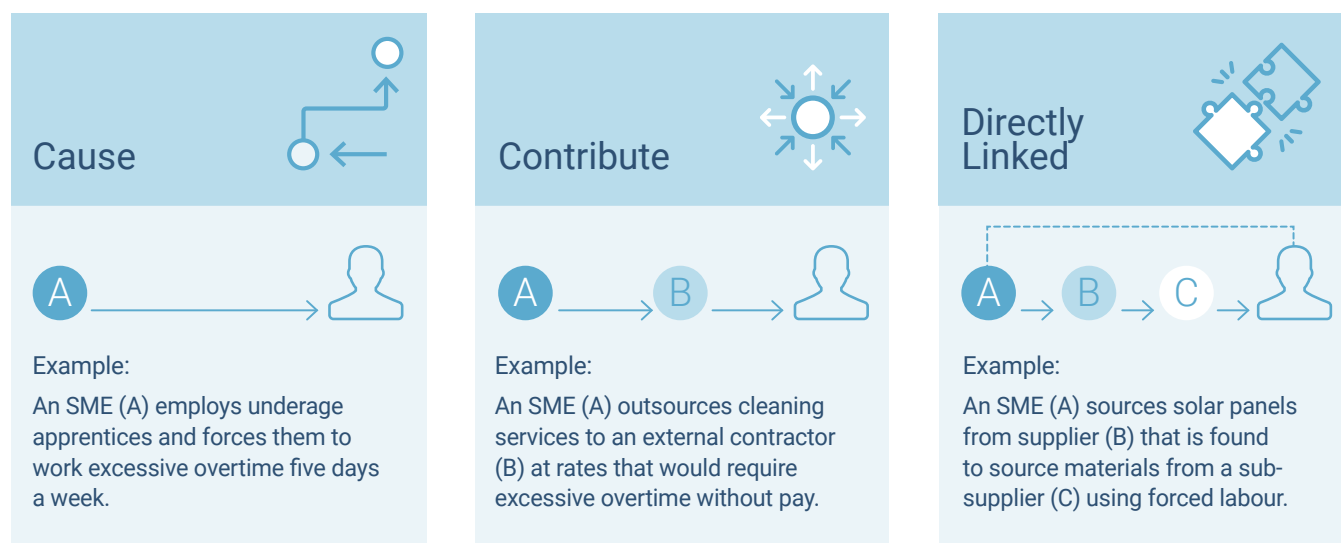 Cause
A
Example:
An SME (A) employs underage
apprentices and forces them to
work excessive overtime five days
a week.
Contribute
A
B
Example:
An SME (A) outsources cleaning
services to an external contractor
(B) at rates that would require
excessive overtime without pay.
Directly
Linked
A
B
C
Example:
An SME (A) sources solar panels
from supplier (B) that is found
to source materials from a sub-
supplier (C) using forced labour.